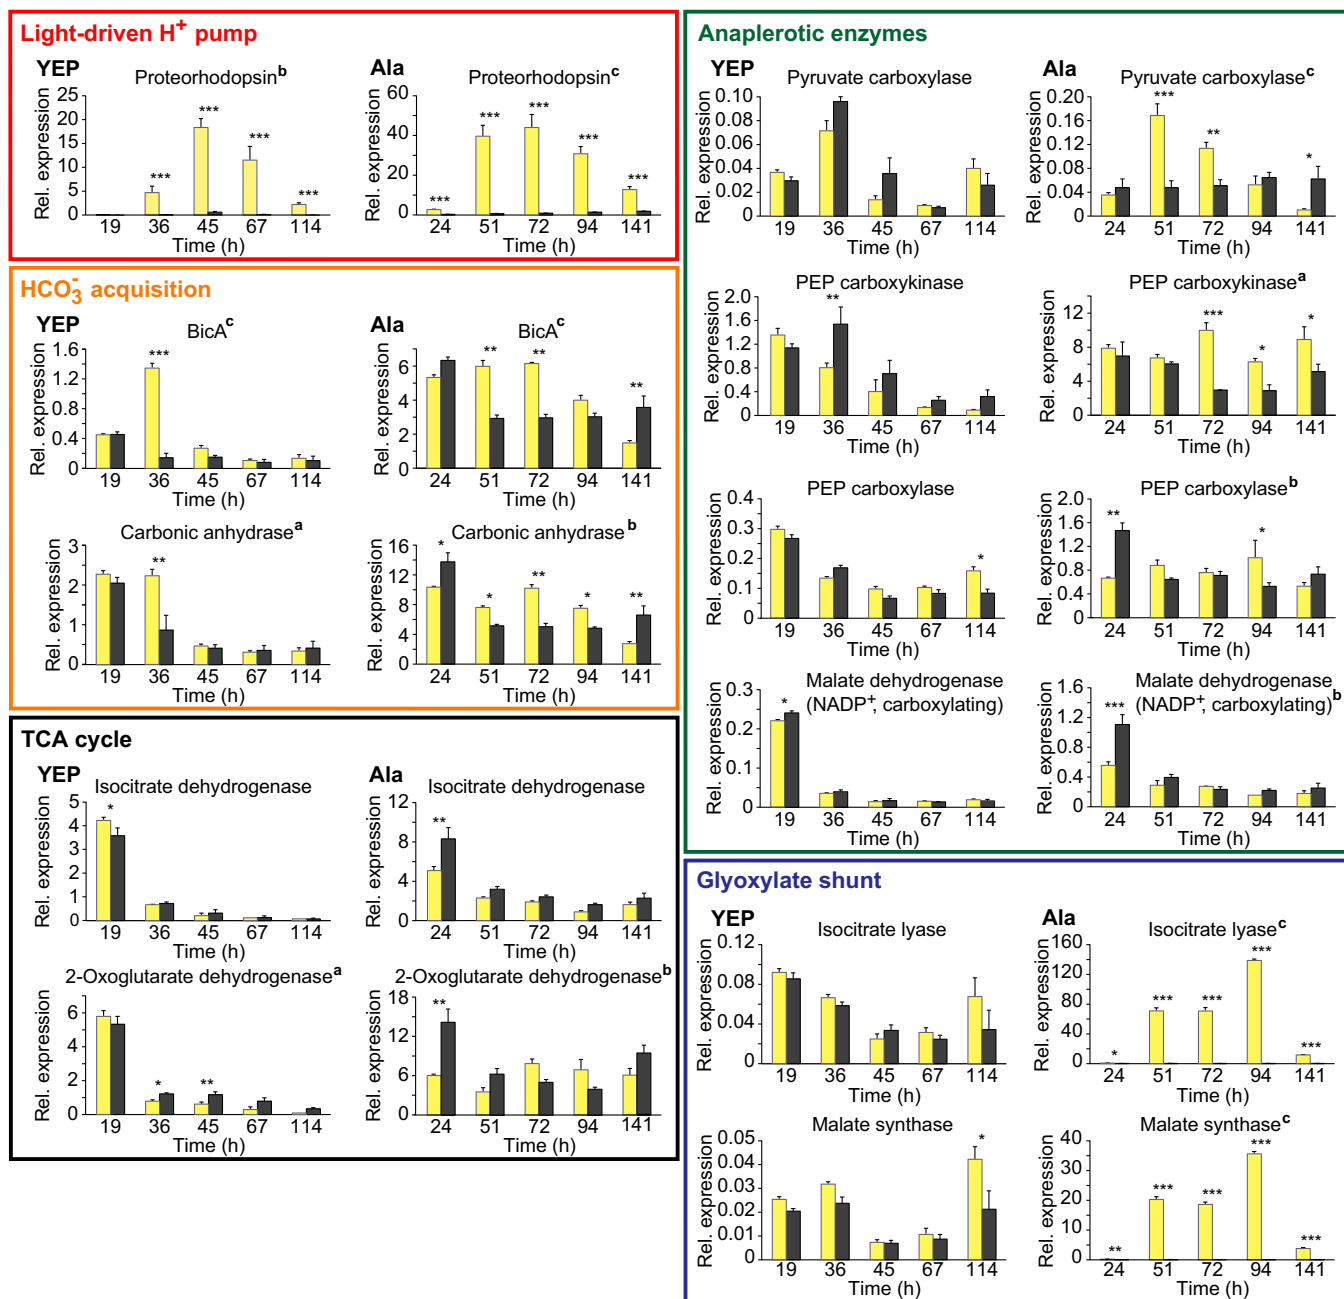 Light-driven H⁺ pump
YEP
Proteorhodopsinᵇ
Rel. expression
25
20
15
10
5
0
***
***
***
***
19 36 45 67 114
Time (h)
Ala
Proteorhodopsinᶜ
Rel. expression
60
40
20
0
***
***
***
***
***
24 51 72 94 141
Time (h)
HCO₃⁻ acquisition
YEP
BicAᶜ
Rel. expression
1.6
1.2
0.8
0.4
0
***
19 36 45 67 114
Time (h)
Ala
BicAᶜ
Rel. expression
6
4
2
0
**
**
**
24 51 72 94 141
Time (h)
Carbonic anhydraseᵃ
Rel. expression
3
2
1
0
**
19 36 45 67 114
Time (h)
Carbonic anhydraseᵇ
Rel. expression
16
12
8
4
0
*
*
**
*
**
24 51 72 94 141
Time (h)
TCA cycle
YEP
Isocitrate dehydrogenase
Rel. expression
5
4
3
2
1
0
*
19 36 45 67 114
Time (h)
Ala
Isocitrate dehydrogenase
Rel. expression
12
8
4
0
**
24 51 72 94 141
Time (h)
2-Oxoglutarate dehydrogenaseᵃ
Rel. expression
6
4
2
0
*
**
19 36 45 67 114
Time (h)
2-Oxoglutarate dehydrogenaseᵇ
Rel. expression
18
12
6
0
**
24 51 72 94 141
Time (h)
Anaplerotic enzymes
YEP
Pyruvate carboxylase
Rel. expression
0.10
0.08
0.06
0.04
0.02
0
19 36 45 67 114
Time (h)
Ala
Pyruvate carboxylaseᶜ
Rel. expression
0.20
0.16
0.12
0.08
0.04
0
***
**
*
24 51 72 94 141
Time (h)
PEP carboxykinase
Rel. expression
2.0
1.6
1.2
0.8
0.4
0
**
19 36 45 67 114
Time (h)
PEP carboxykinaseᵃ
Rel. expression
12
8
4
0
***
*
*
24 51 72 94 141
Time (h)
PEP carboxylase
Rel. expression
0.4
0.3
0.2
0.1
0
*
19 36 45 67 114
Time (h)
PEP carboxylaseᵇ
Rel. expression
2.0
1.6
1.2
0.8
0.4
0
**
*
24 51 72 94 141
Time (h)
Malate dehydrogenase
(NADP⁺, carboxylating)
Rel. expression
0.3
0.2
0.1
0
*
19 36 45 67 114
Time (h)
Malate dehydrogenase
(NADP⁺, carboxylating)ᵇ
Rel. expression
1.6
1.2
0.8
0.4
0
***
24 51 72 94 141
Time (h)
Glyoxylate shunt
YEP
Isocitrate lyase
Rel. expression
0.12
0.08
0.04
0
19 36 45 67 114
Time (h)
Ala
Isocitrate lyaseᶜ
Rel. expression
160
120
80
40
0
*
***
***
***
***
24 51 72 94 141
Time (h)
Malate synthase
Rel. expression
0.05
0.04
0.03
0.02
0.01
0
*
19 36 45 67 114
Time (h)
Malate synthaseᶜ
Rel. expression
40
30
20
10
0
**
***
***
***
***
24 51 72 94 141
Time (h)